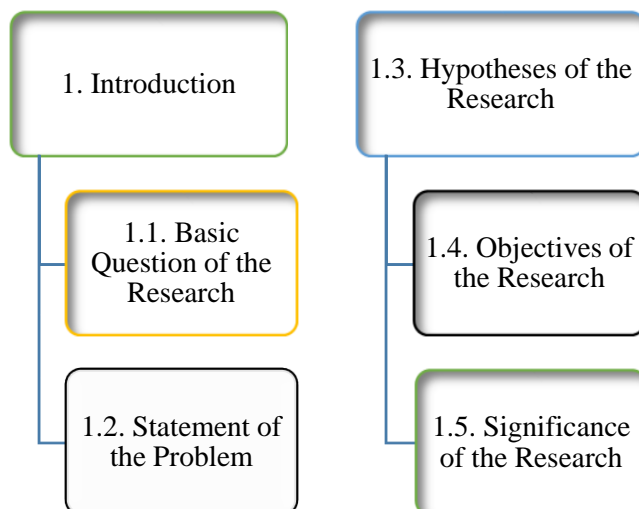 1. Introduction
1.1. Basic
Question of the
Research
1.2. Statement of
the Problem
1.3. Hypotheses of the
Research
1.4. Objectives of
the Research
1.5. Significance
of the Research